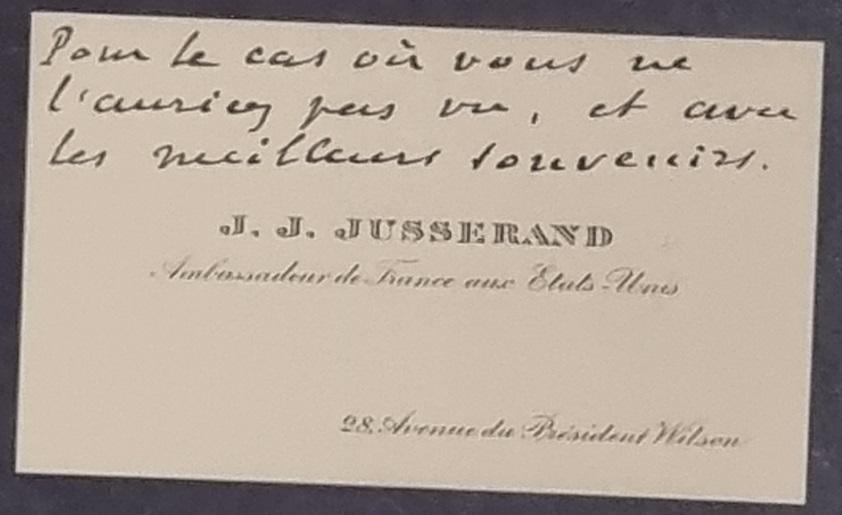 Pour le cas où vous ne
l'auriez pas vu, et avec
les meilleurs souvenirs.
J. J. JUSSERAND
Ambassadeur de France aux Etats-Unis
28, Avenue du Président Wilson